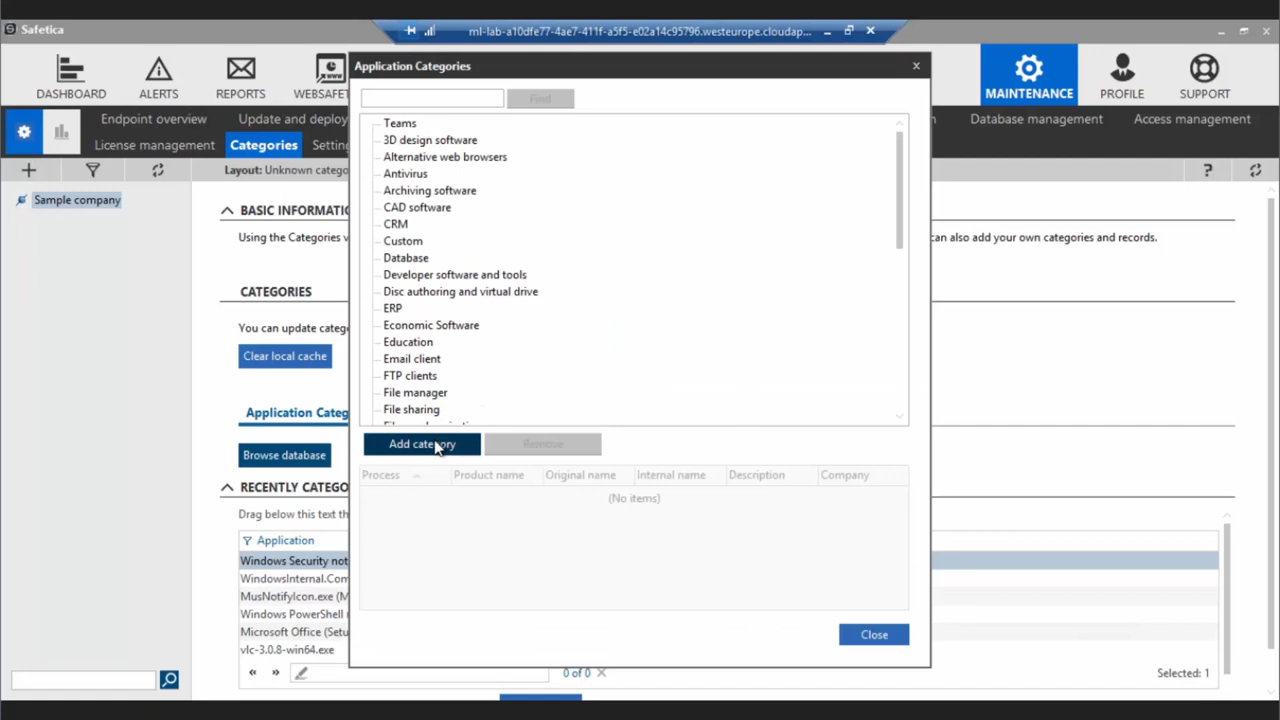 Safetica
ml-lab-a10dfe77-4ae7-411f-a5f5-e02a14c95796.westeurope.cloudap...
DASHBOARD
ALERTS
REPORTS
WEBSAFET
MAINTENANCE
PROFILE
SUPPORT
Endpoint overview
Update and deploy
Database management
Access management
License management
Categories
Setting
Layout: Unknown catego
?
Sample company
BASIC INFORMATI
Using the Categories v
can also add your own categories and records.
CATEGORIES
You can update catego
Clear local cache
Application Categ
Browse database
RECENTLY CATEGO
Drag below this text th
Application
Windows Security not
WindowsInternal.Com
MusNotifyIcon.exe (M
Windows PowerShell (
Microsoft Office (Setu
vlc-3.0.8-win64.exe
0 of 0
Selected: 1
Application Categories
Find
Teams
3D design software
Alternative web browsers
Antivirus
Archiving software
CAD software
CRM
Custom
Database
Developer software and tools
Disc authoring and virtual drive
ERP
Economic Software
Education
Email client
FTP clients
File manager
File sharing
Add category
Remove
Process
Product name
Original name
Internal name
Description
Company
(No items)
Close